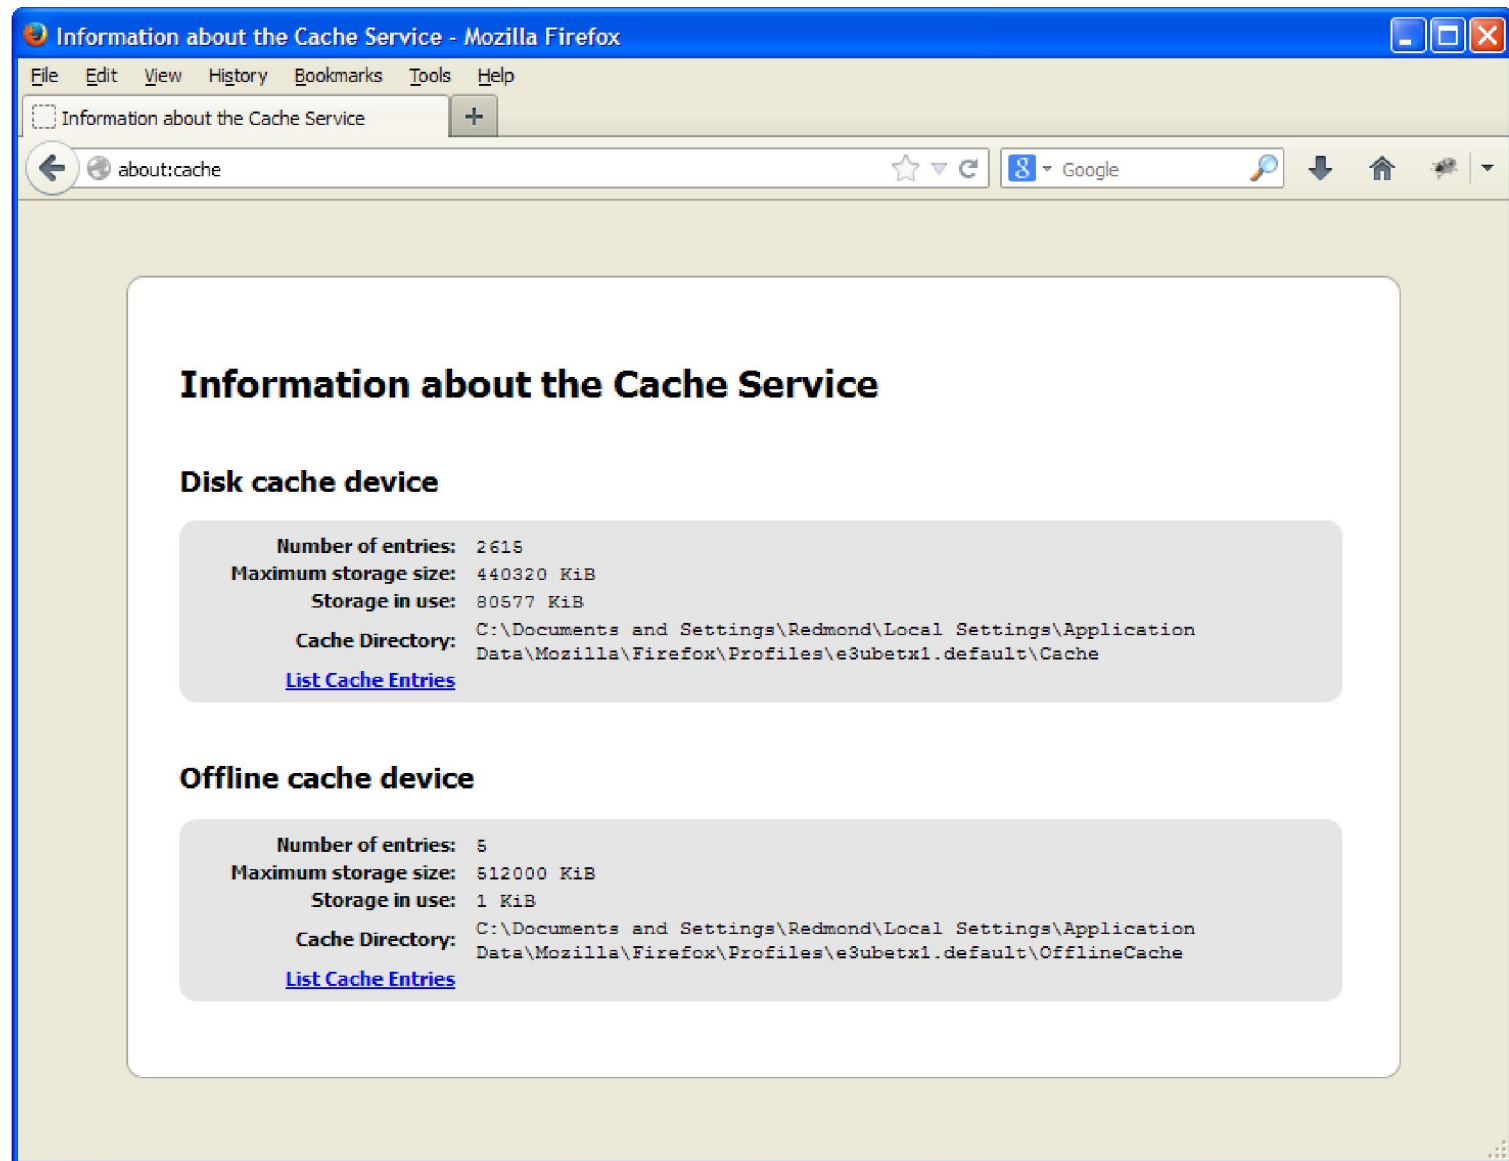 Information about the Cache Service - Mozilla Firefox
File Edit View History Bookmarks Tools Help
Information about the Cache Service +
about:cache 8 Google
Information about the Cache Service
Disk cache device
Number of entries: 2615
Maximum storage size: 440320 KiB
Storage in use: 80577 KiB
Cache Directory: C:\Documents and Settings\Redmond\Local Settings\Application
Data\Mozilla\Firefox\Profiles\e3ubetx1.default\Cache
List Cache Entries
Offline cache device
Number of entries: 5
Maximum storage size: 512000 KiB
Storage in use: 1 KiB
Cache Directory: C:\Documents and Settings\Redmond\Local Settings\Application
Data\Mozilla\Firefox\Profiles\e3ubetx1.default\OfflineCache
List Cache Entries